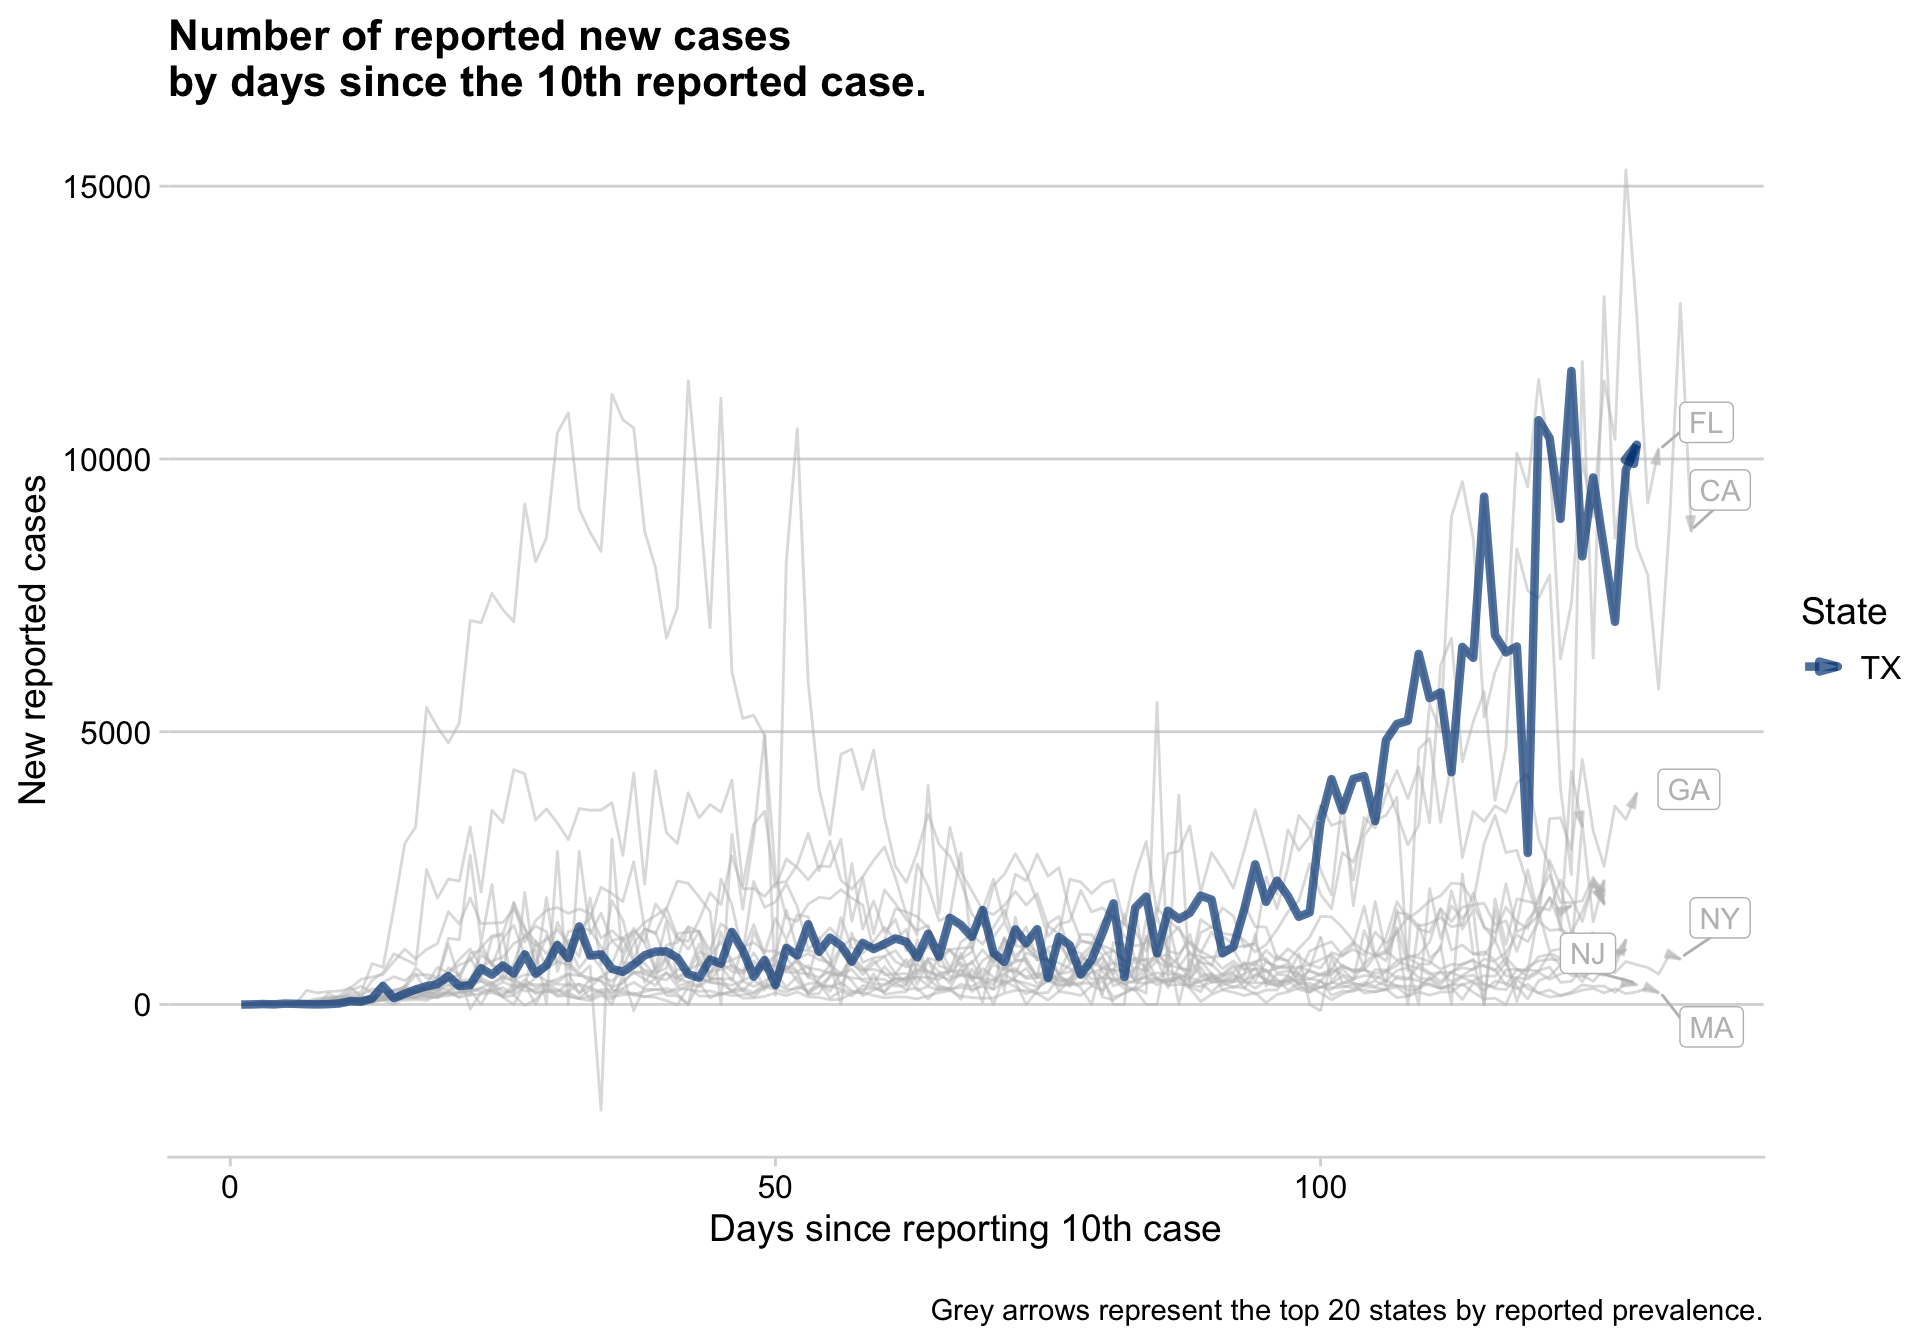 Number of reported new cases
by days since the 10th reported case.
15000
10000
5000
0
New reported cases
FL
CA
GA
NY
NJ
MA
State
TX
0
50
100
Days since reporting 10th case
Grey arrows represent the top 20 states by reported prevalence.